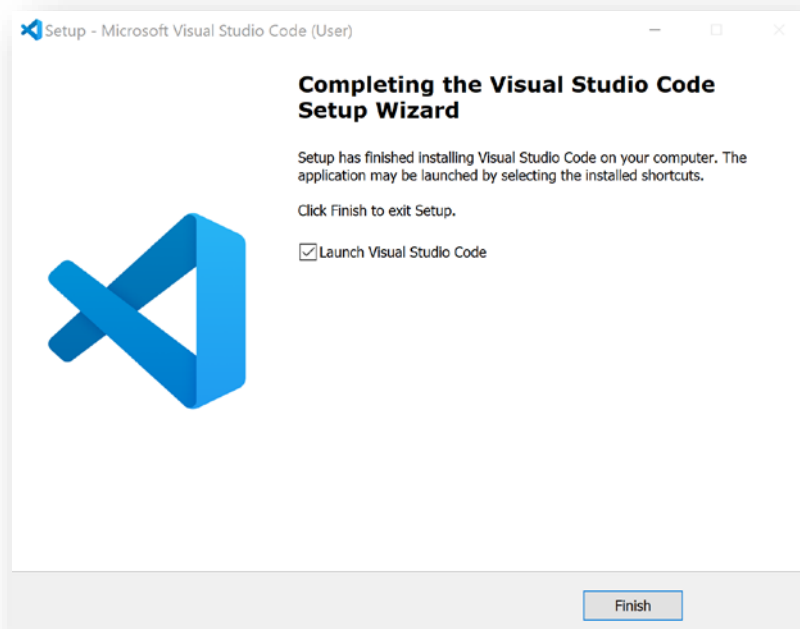 Setup - Microsoft Visual Studio Code (User)
Completing the Visual Studio Code
Setup Wizard
Setup has finished installing Visual Studio Code on your computer. The
application may be launched by selecting the installed shortcuts.
Click Finish to exit Setup.
Launch Visual Studio Code
Finish